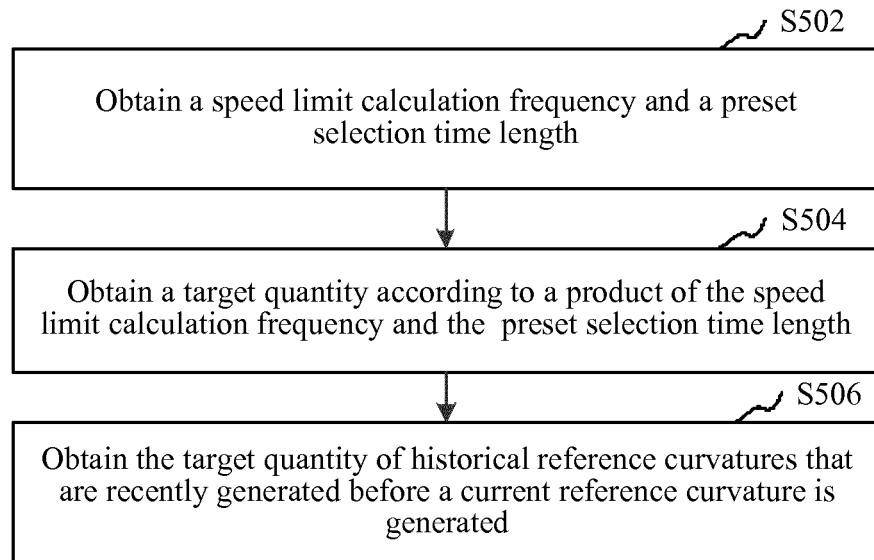 S502
Obtain a speed limit calculation frequency and a preset
selection time length
S504
Obtain a target quantity according to a product of the speed
limit calculation frequency and the preset selection time length
S506
Obtain the target quantity of historical reference curvatures that
are recently generated before a current reference curvature is
generated